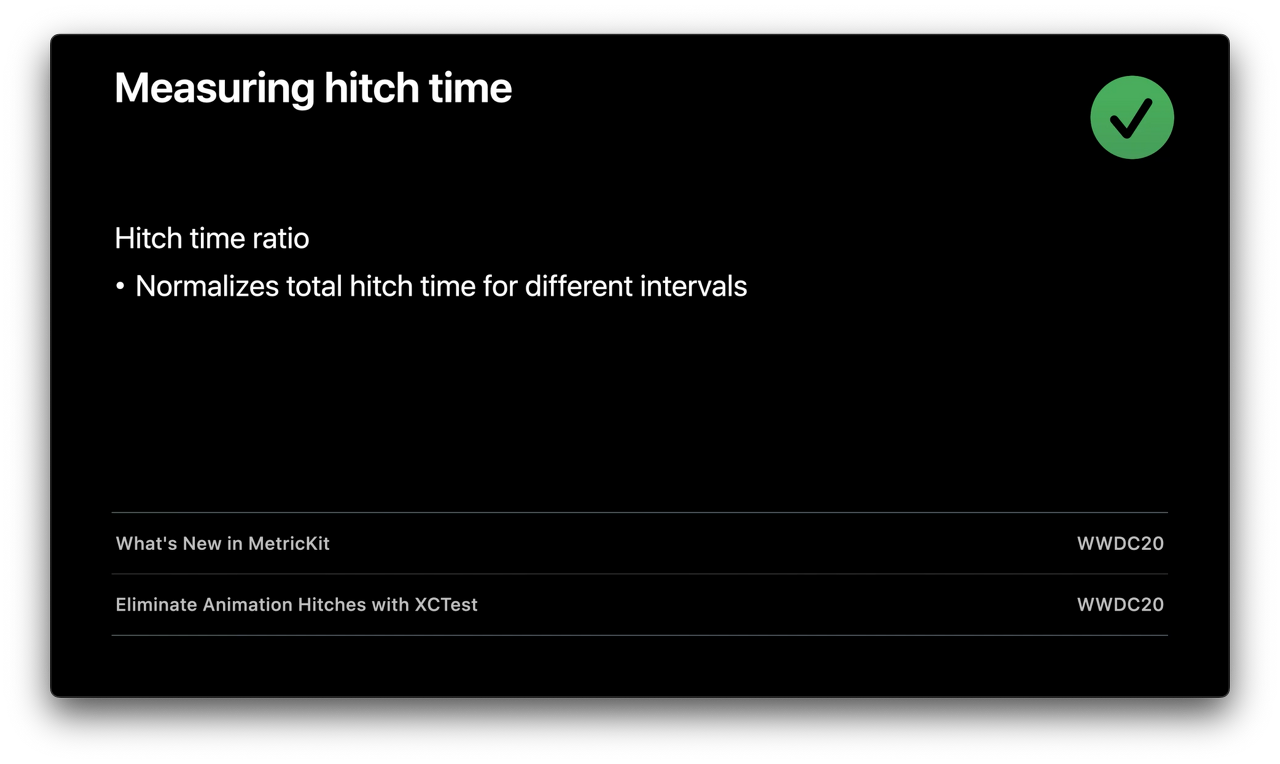 Measuring hitch time
Hitch time ratio
• Normalizes total hitch time for different intervals
What's New in MetricKit WWDC20
Eliminate Animation Hitches with XCTest WWDC20